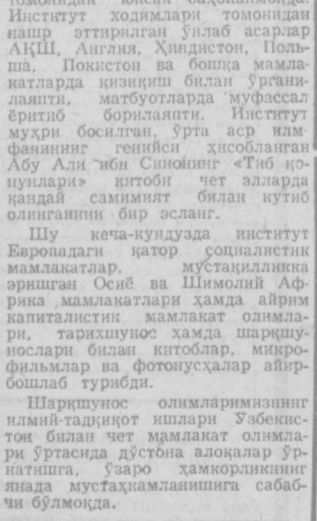 томонидан юксак баҳоланмоқда.
Институт ходимлари томонидан
нашр эттирилган ўнлаб асарлар
АҚШ, Англия, Ҳиндистон, Поль-
ша, Покистон ва бошқа мамла-
катларда қизиқиш билан ўргани-
лаяпти, матбуотларда муфассал
ёритиб борилаяпти. Институт
муҳри босилган, ўрта аср илм-
фанининг генийси ҳисобланган
Абу Али ибн Синонинг «Тиб қо-
нунлари» китоби чет элларда
қандай самимият билан кутиб
олинганини бир эсланг.
Шу кеча-кундузда институт
Европадаги қатор социалистик
мамлакатлар, мустақилликка
эришган Осиё ва Шимолий Аф-
рика мамлакатлари ҳамда айрим
капиталистик мамлакат олимла-
ри, тарихшунос ҳамда шарқшу-
нослари билан китоблар, микро-
фильмлар ва фотонусҳалар айир-
бошлаб турибди.
Шарқшунос олимларимизнинг
илмий-тадқиқот ишлари Ўзбекис-
тон билан чет мамлакат олимла-
ри ўртасида дўстона алоқалар ўр-
натишга, ўзаро ҳамкорликнинг
янада мустаҳкамланишига сабаб-
чи бўлмоқда.